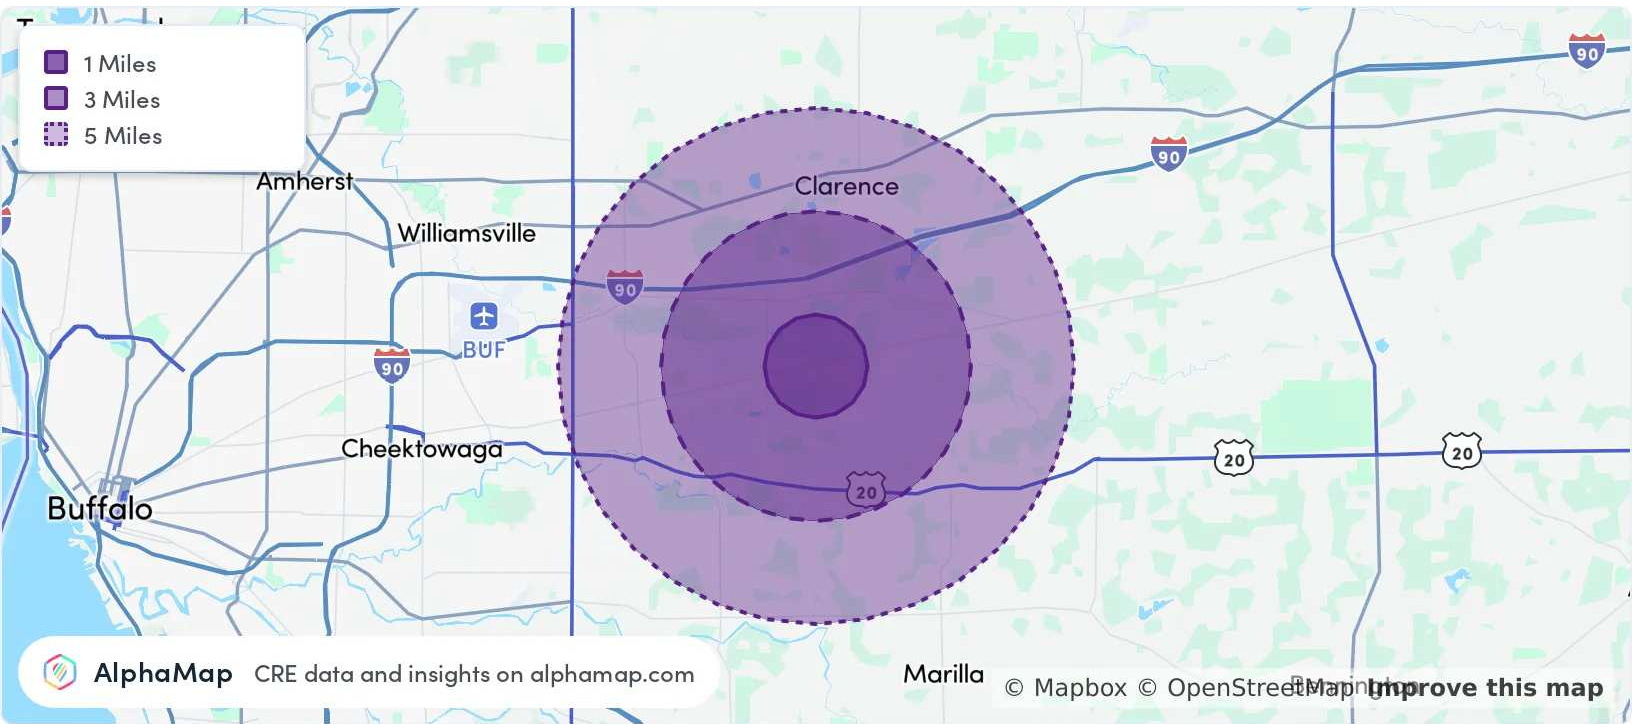 1 Miles
3 Miles
5 Miles
90
90
Amherst
Clarence
Williamsville
90
BUF
90
Cheektowaga
20
20
20
Buffalo
AlphaMap CRE data and insights on alphamap.com
Marilla
© Mapbox © OpenStreetMap Improve this map